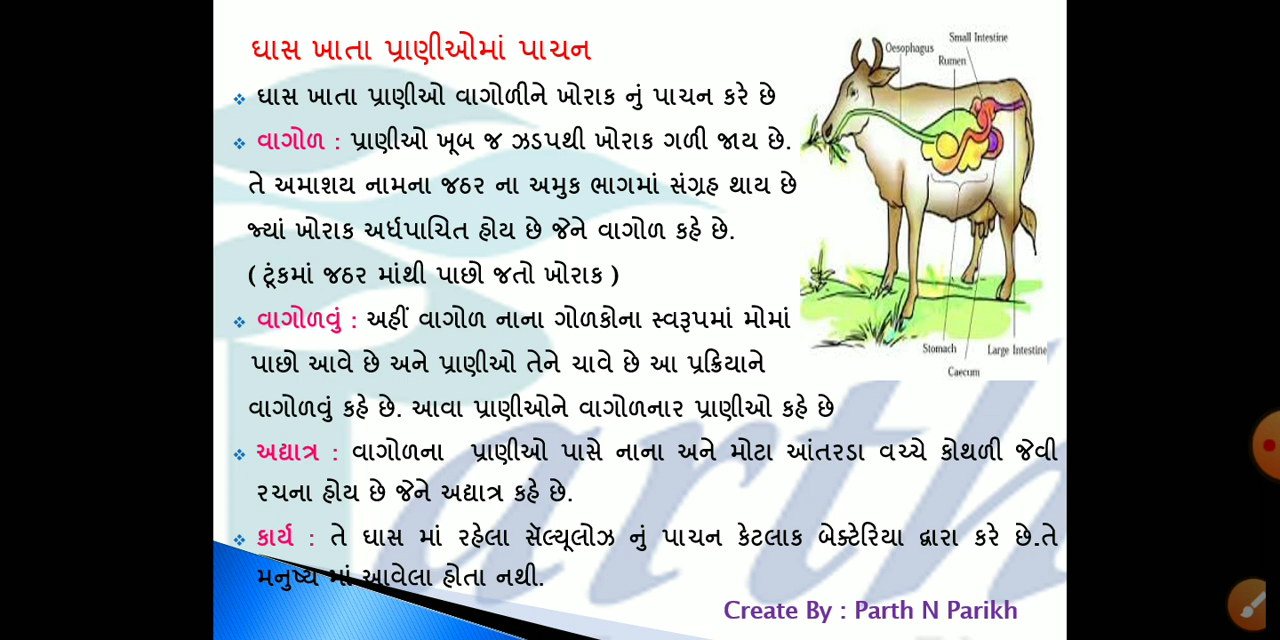 ઘાસ ખાતા પ્રાણીઓમાં પાચન
ઘાસ ખાતા પ્રાણીઓ વાગોળીને ખોરાક નું પાચન કરે છે
વાગોળ : પ્રાણીઓ ખૂબ જ ઝડપથી ખોરાક ગળી જાય છે.
તે અમાશય નામના જઠર ના અમુક ભાગમાં સંગ્રહ થાય છે
જ્યાં ખોરાક અર્ધપાચિત હોય છે જેને વાગોળ કહે છે.
( ટૂંકમાં જઠર માંથી પાછો જતો ખોરાક )
વાગોળવું : અહીં વાગોળ નાના ગોળકોના સ્વરૂપમાં મોમાં
પાછો આવે છે અને પ્રાણીઓ તેને ચાવે છે આ પ્રક્રિયાને
વાગોળવું કહે છે. આવા પ્રાણીઓને વાગોળનાર પ્રાણીઓ કહે છે
અદ્યાત્ર : વાગોળના પ્રાણીઓ પાસે નાના અને મોટા આંતરડા વચ્ચે કોથળી જેવી
રચના હોય છે જેને અદ્યાત્ર કહે છે.
કાર્ય : તે ઘાસ માં રહેલા સૅલ્યૂલોઝ નું પાચન કેટલાક બેક્ટેરિયા દ્વારા કરે છે.તે
મનુષ્ય માં આવેલા હોતા નથી.
Small Intestine
Oesophagus
Rumen
Stomach
Large Intestine
Caecum
arth
Create By : Parth N Parikh